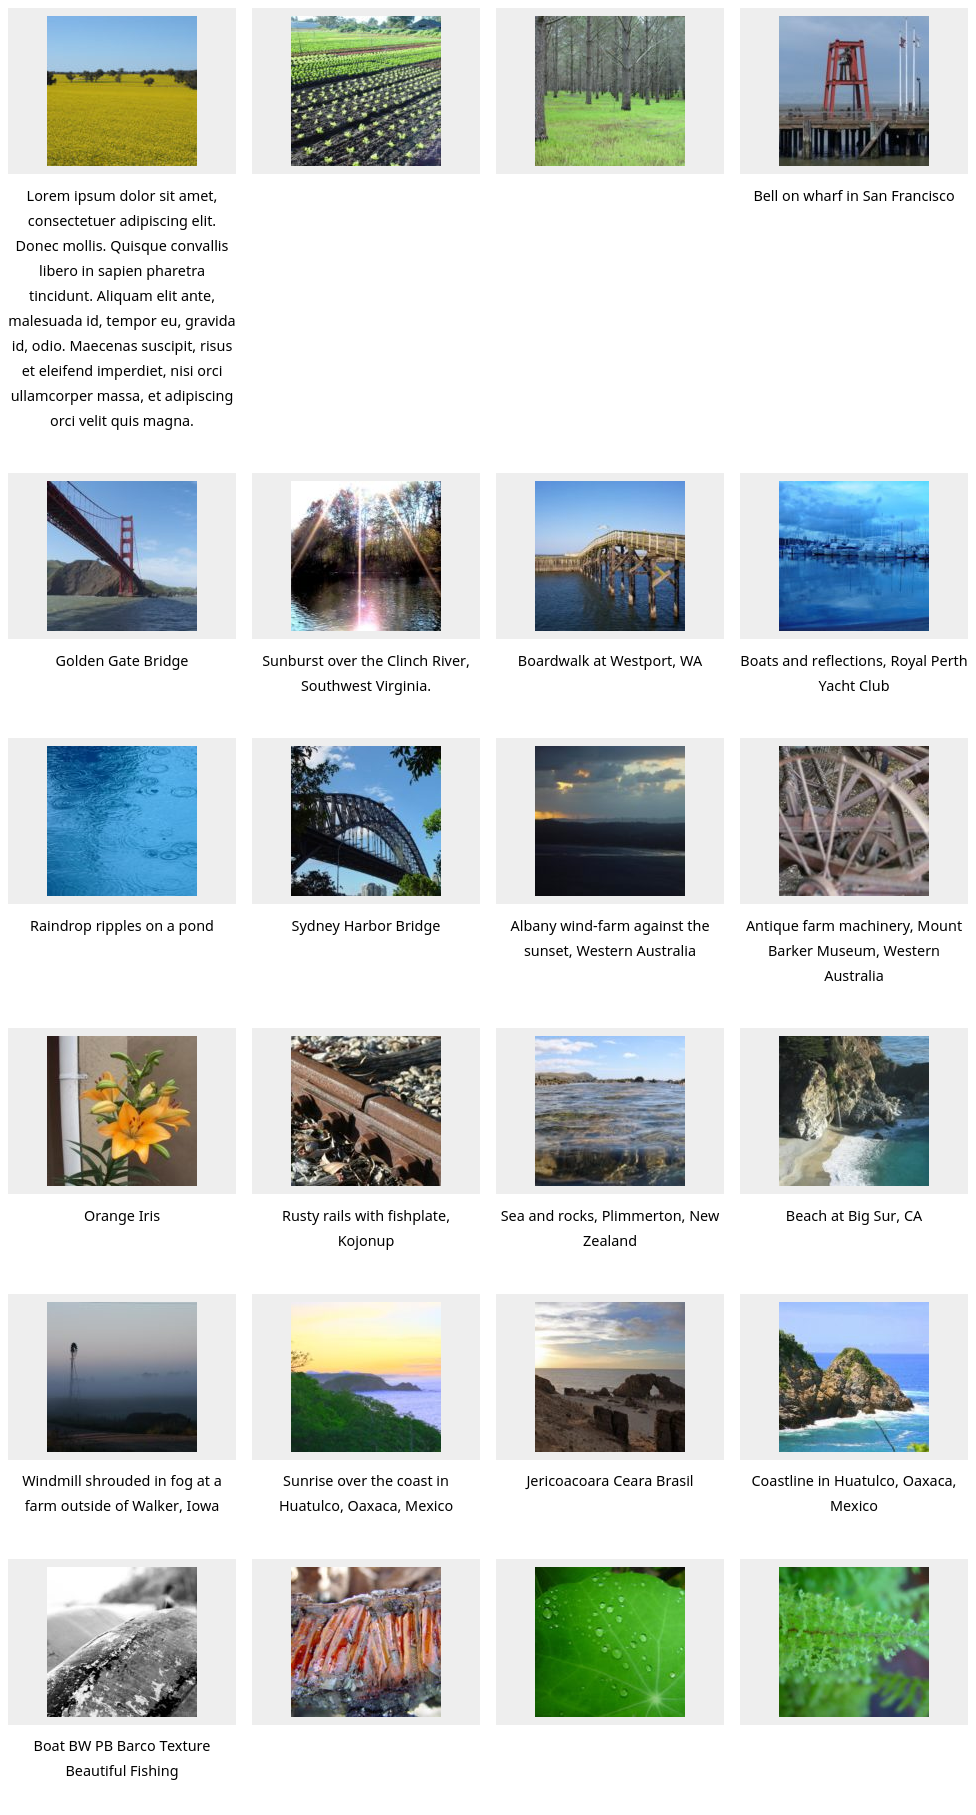 Lorem ipsum dolor sit amet,
consectetuer adipiscing elit.
Donec mollis. Quisque convallis
libero in sapien pharetra
tincidunt. Aliquam elit ante,
malesuada id, tempor eu, gravida
id, odio. Maecenas suscipit, risus
et eleifend imperdiet, nisi orci
ullamcorper massa, et adipiscing
orci velit quis magna.
Bell on wharf in San Francisco
Golden Gate Bridge
Sunburst over the Clinch River,
Southwest Virginia.
Boardwalk at Westport, WA
Boats and reflections, Royal Perth
Yacht Club
Raindrop ripples on a pond
Sydney Harbor Bridge
Albany wind-farm against the
sunset, Western Australia
Antique farm machinery, Mount
Barker Museum, Western
Australia
Orange Iris
Rusty rails with fishplate,
Kojonup
Sea and rocks, Plimmerton, New
Zealand
Beach at Big Sur, CA
Windmill shrouded in fog at a
farm outside of Walker, Iowa
Sunrise over the coast in
Huatulco, Oaxaca, Mexico
Jericoacoara Ceara Brasil
Coastline in Huatulco, Oaxaca,
Mexico
Boat BW PB Barco Texture
Beautiful Fishing